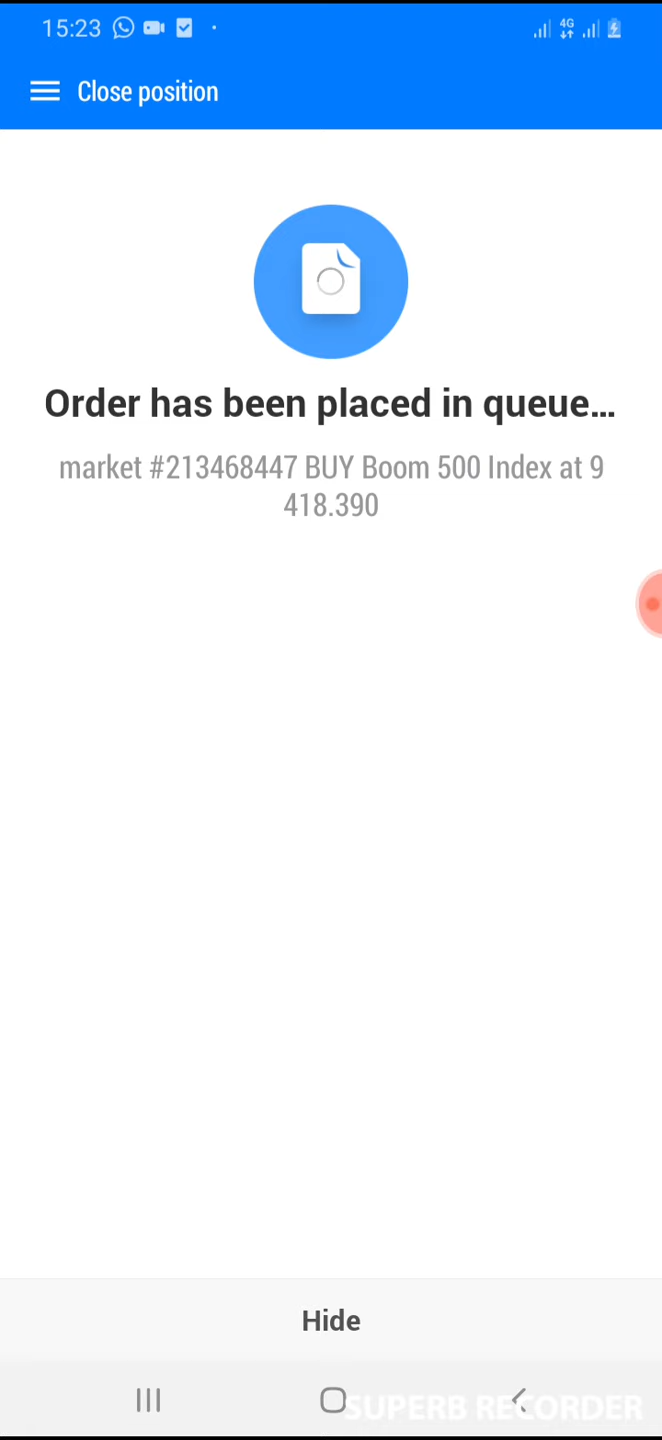 15:23
4G
Close position
Order has been placed in queue...
market #213468447 BUY Boom 500 Index at 9
418.390
Hide
SUPERB RECORDER